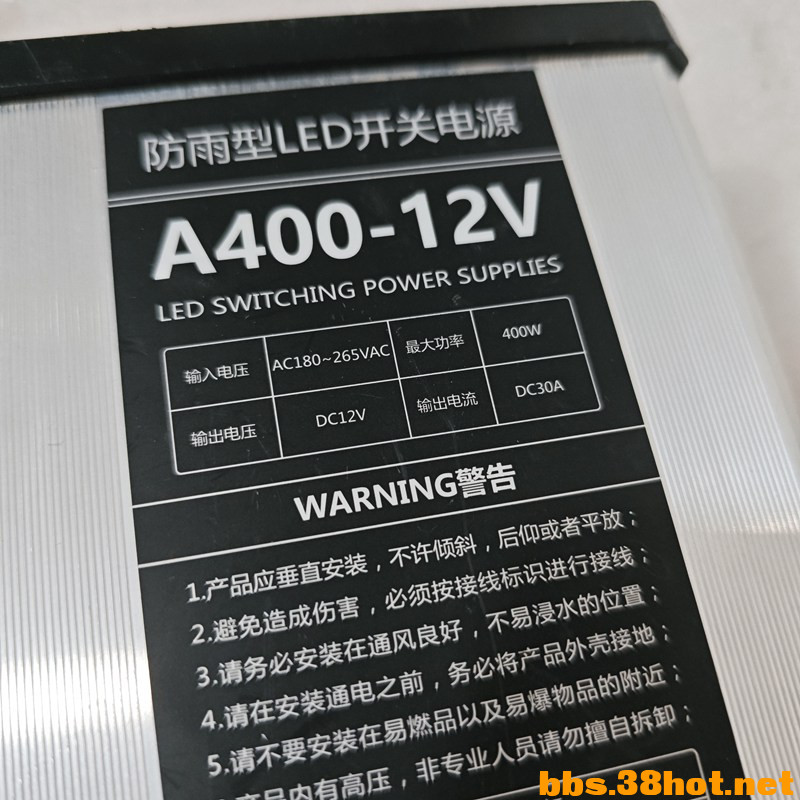 防雨型LED开关电源
A400-12V
LED SWITCHING POWER SUPPLIES
输入电压 AC180~265VAC 最大功率 400W
输出电压 DC12V 输出电流 DC30A
WARNING警告
1.产品应垂直安装，不许倾斜，后仰或者平放；
2.避免造成伤害，必须按接线标识进行接线；
3.请务必安装在通风良好，不易浸水的位置；
4.请在安装通电之前，务必将产品外壳接地；
5.请不要安装在易燃品以及易爆物品的附近；
产品内有高压，非专业人员请勿擅自拆卸；
bbs.38hot.net